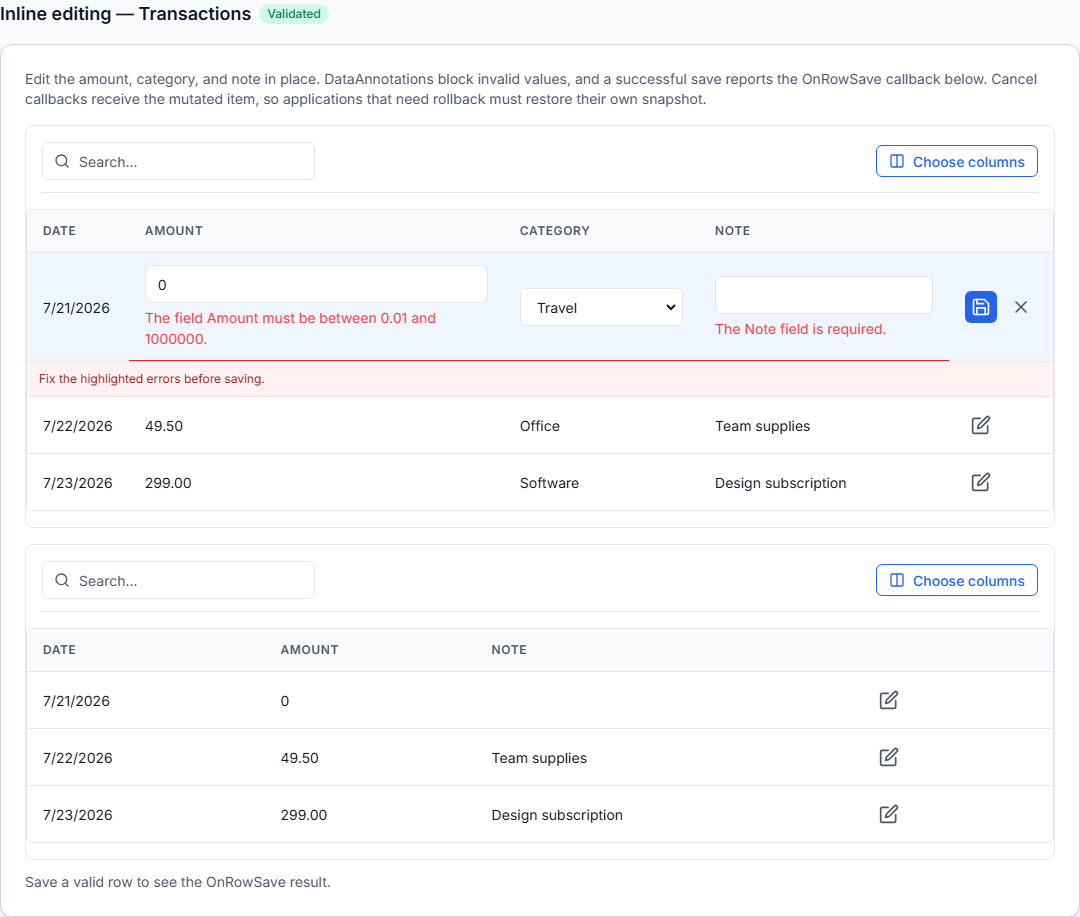 Inline editing — Transactions Validated
Edit the amount, category, and note in place. DataAnnotations block invalid values, and a successful save reports the OnRowSave callback below. Cancel
callbacks receive the mutated item, so applications that need rollback must restore their own snapshot.
Search... Choose columns
DATE AMOUNT CATEGORY NOTE
7/21/2026 0 Travel
The field Amount must be between 0.01 and
1000000.
The Note field is required.
Fix the highlighted errors before saving.
7/22/2026 49.50 Office Team supplies
7/23/2026 299.00 Software Design subscription
Search... Choose columns
DATE AMOUNT NOTE
7/21/2026 0
7/22/2026 49.50 Team supplies
7/23/2026 299.00 Design subscription
Save a valid row to see the OnRowSave result.